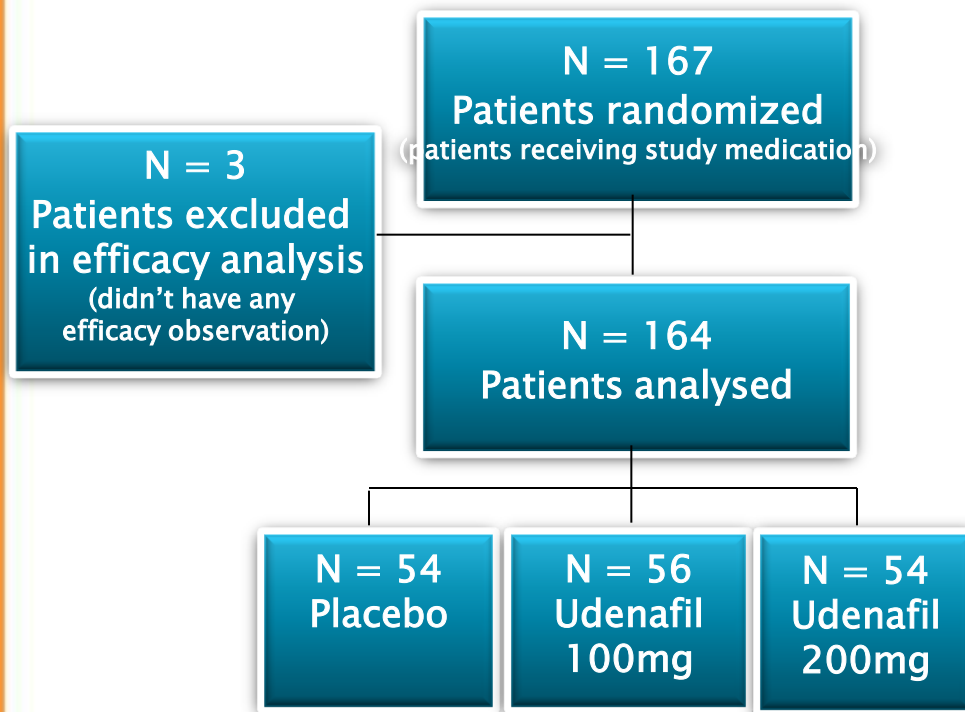 N = 167
Patients randomized
(patients receiving study medication)
N = 3
Patients excluded
in efficacy analysis
(didn't have any
efficacy observation)
N = 164
Patients analysed
N = 54
Placebo
N = 56
Udenafil
100mg
N = 54
Udenafil
200mg